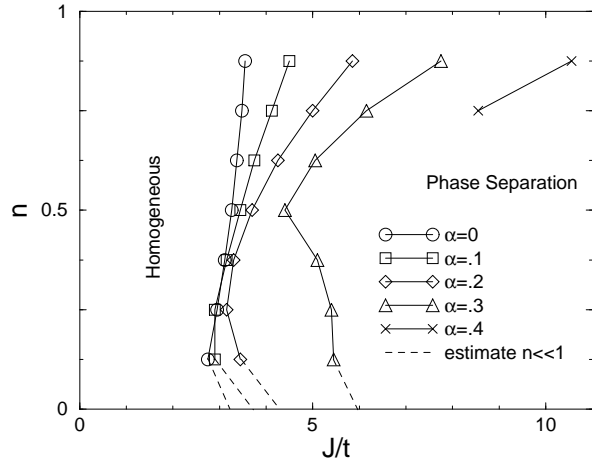 1
n
0.5
0
Homogeneous
Phase Separation
α=0
α=.1
α=.2
α=.3
α=.4
estimate n<<1
0
5
10
J/t